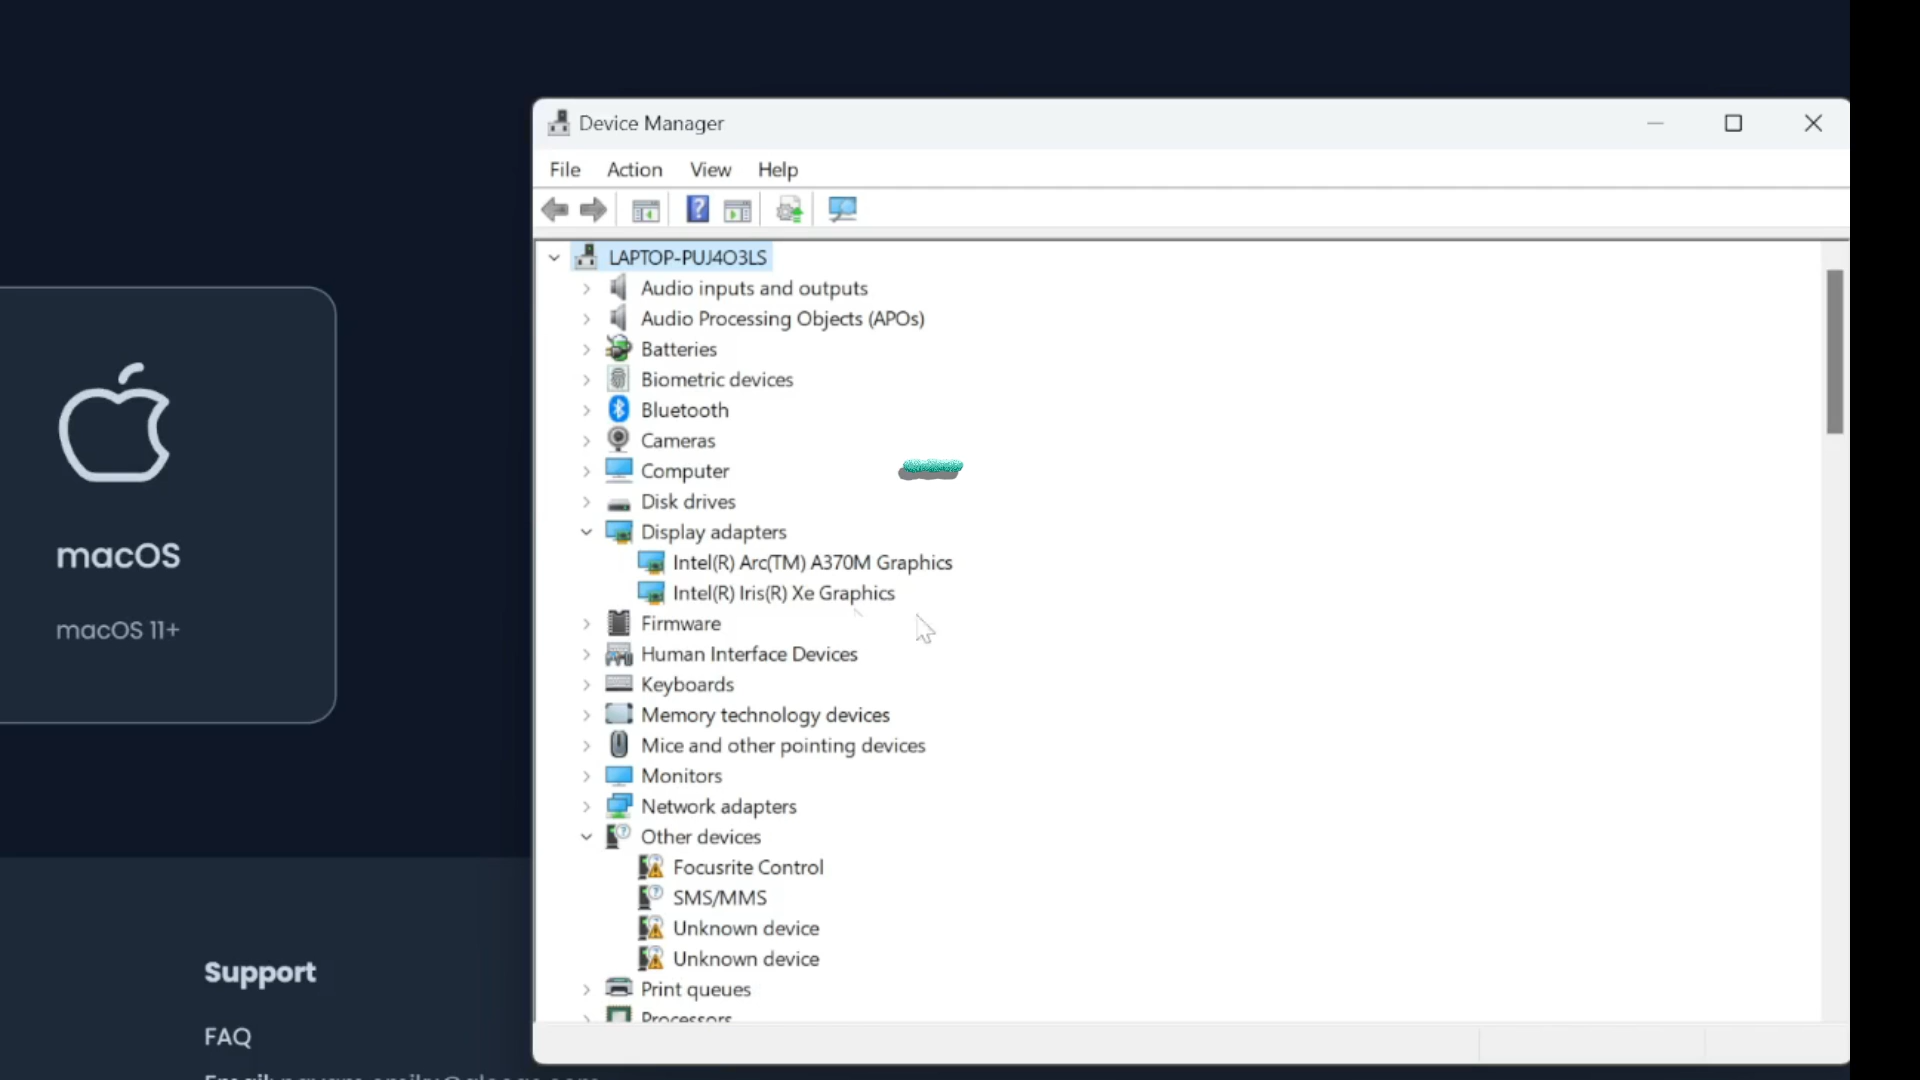 Device Manager
File Action View Help
LAPTOP-PUJ4O3LS
Audio inputs and outputs
Audio Processing Objects (APOs)
Batteries
Biometric devices
Bluetooth
Cameras
Computer
Disk drives
Display adapters
Intel(R) Arc(TM) A370M Graphics
Intel(R) Iris(R) Xe Graphics
Firmware
Human Interface Devices
Keyboards
Memory technology devices
Mice and other pointing devices
Monitors
Network adapters
Other devices
Focusrite Control
SMS/MMS
Unknown device
Unknown device
Print queues
Processors
macOS
macOS 11+
Support
FAQ